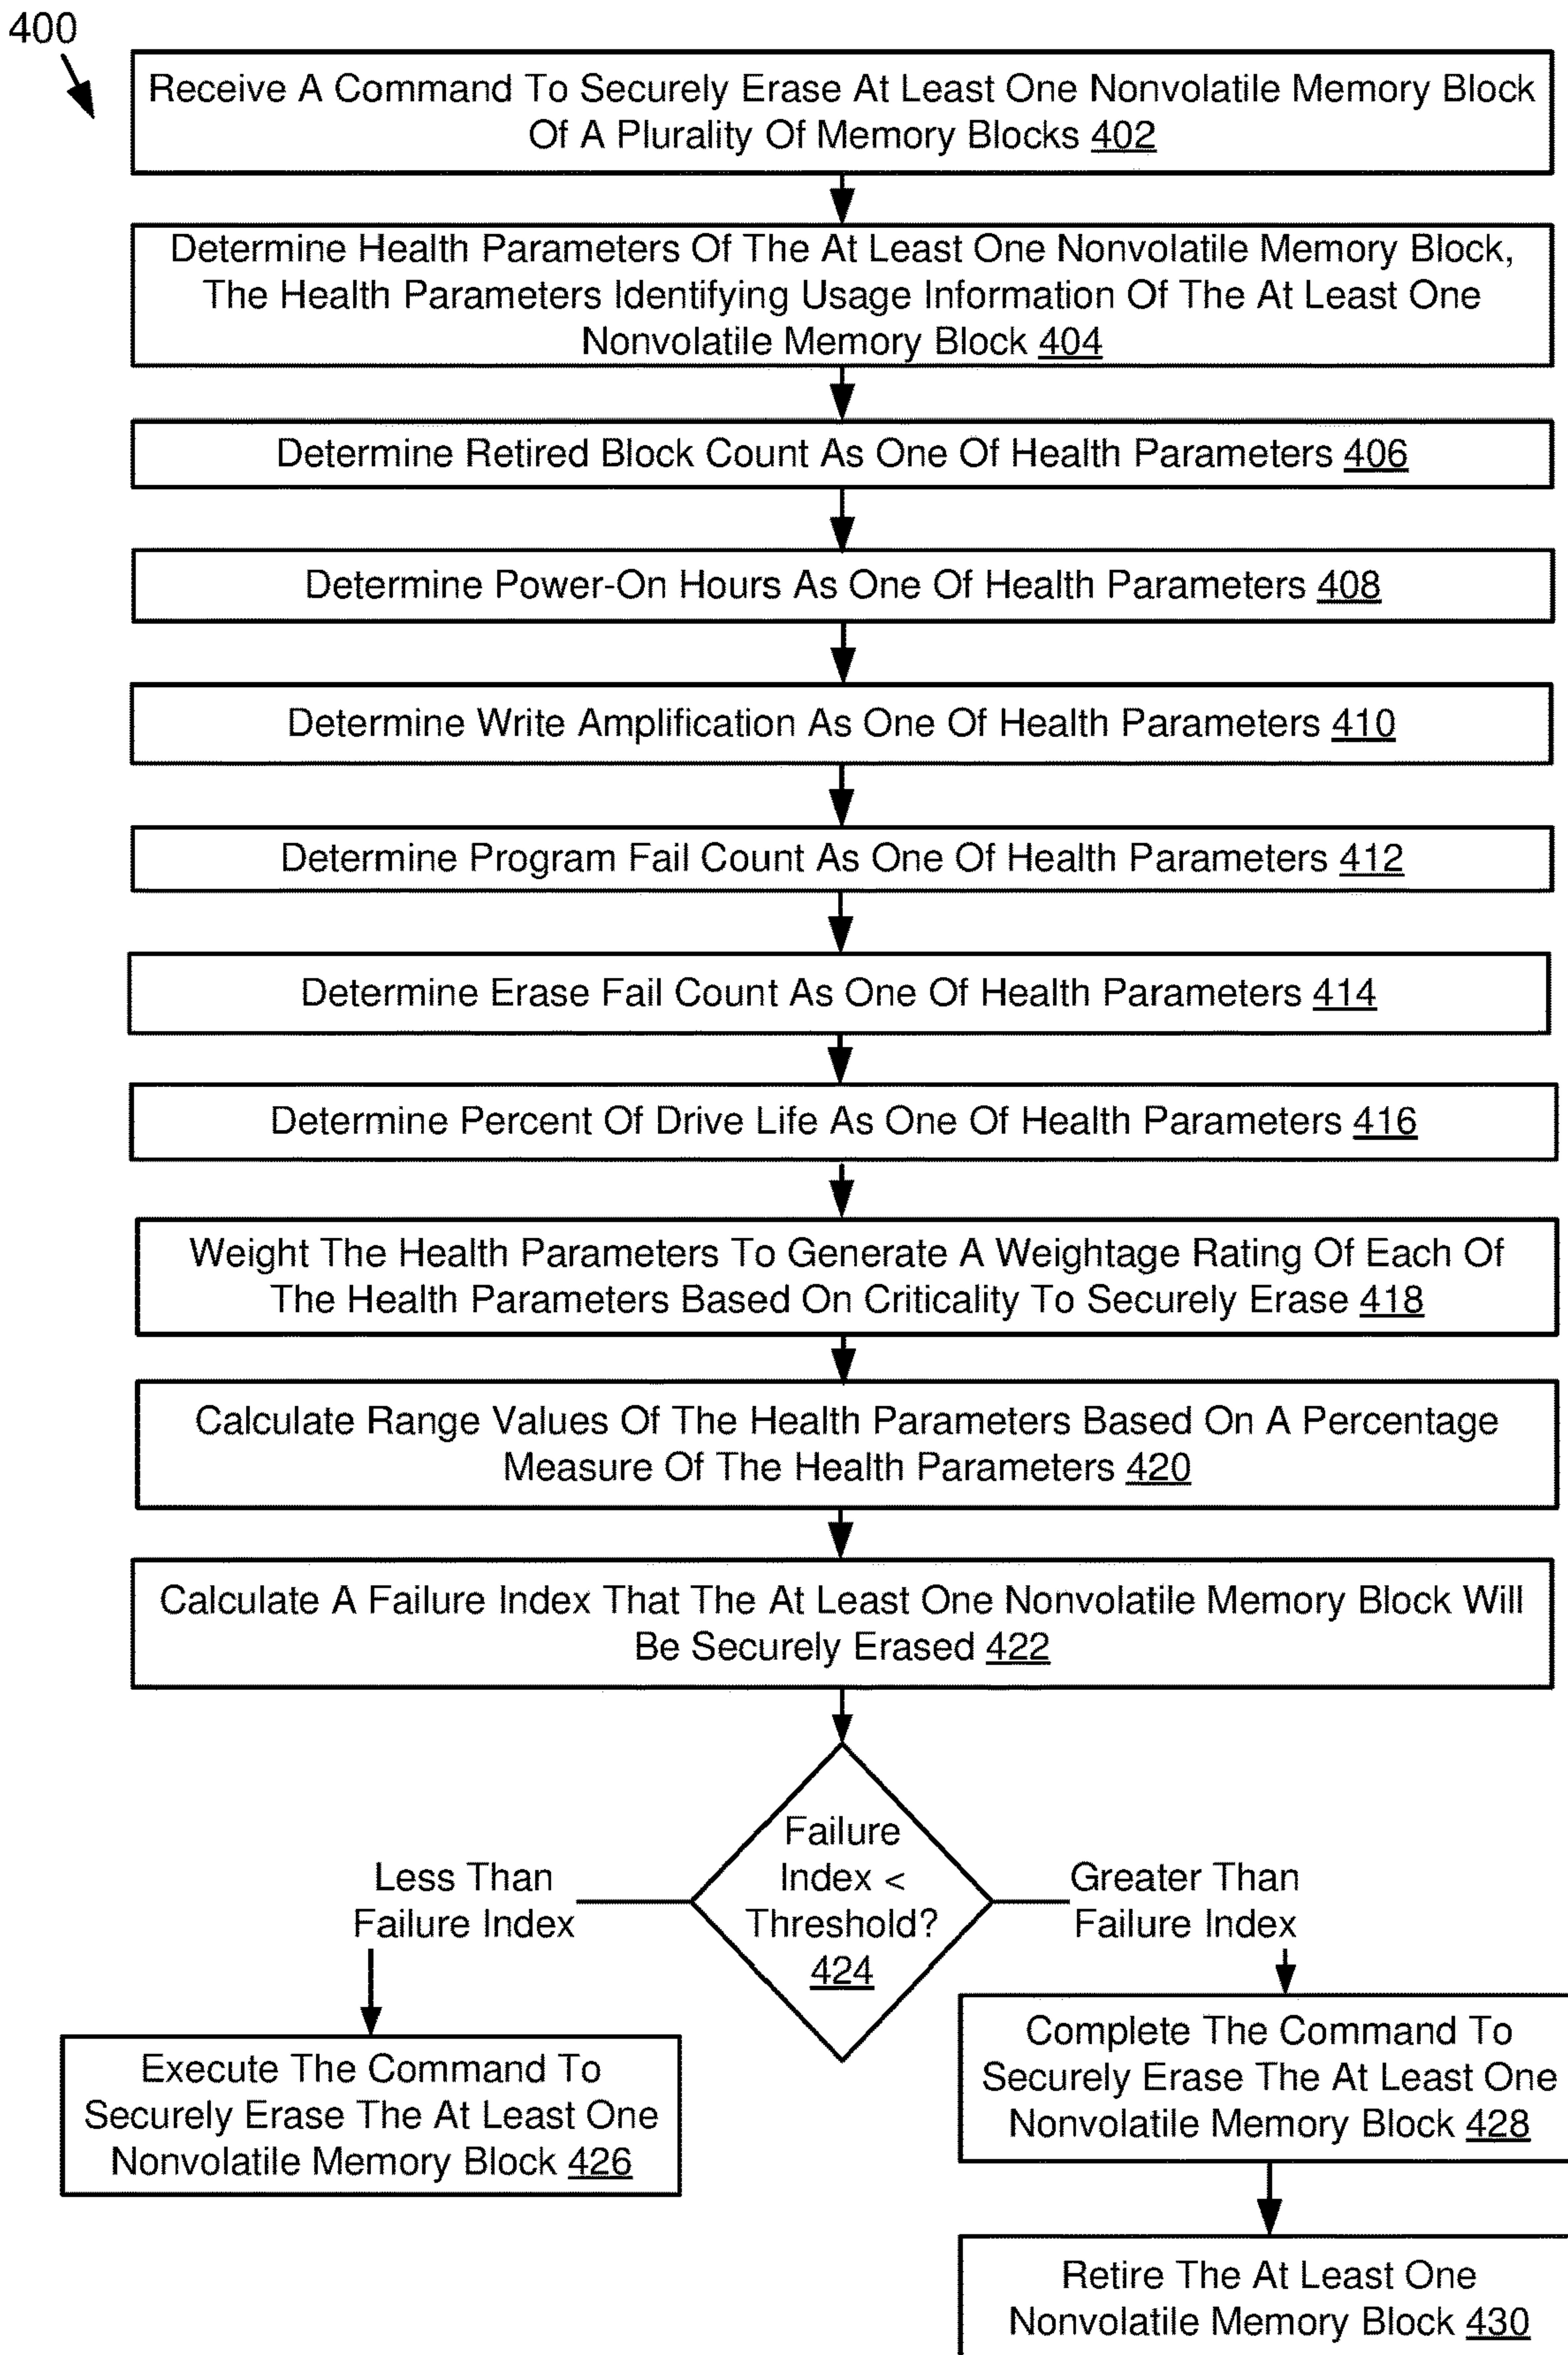 400
Receive A Command To Securely Erase At Least One Nonvolatile Memory Block
Of A Plurality Of Memory Blocks 402
Determine Health Parameters Of The At Least One Nonvolatile Memory Block,
The Health Parameters Identifying Usage Information Of The At Least One
Nonvolatile Memory Block 404
Determine Retired Block Count As One Of Health Parameters 406
Determine Power-On Hours As One Of Health Parameters 408
Determine Write Amplification As One Of Health Parameters 410
Determine Program Fail Count As One Of Health Parameters 412
Determine Erase Fail Count As One Of Health Parameters 414
Determine Percent Of Drive Life As One Of Health Parameters 416
Weight The Health Parameters To Generate A Weightage Rating Of Each Of
The Health Parameters Based On Criticality To Securely Erase 418
Calculate Range Values Of The Health Parameters Based On A Percentage
Measure Of The Health Parameters 420
Calculate A Failure Index That The At Least One Nonvolatile Memory Block Will
Be Securely Erased 422
Failure
Index <
Threshold?
424
Less Than
Failure Index
Greater Than
Failure Index
Execute The Command To
Securely Erase The At Least One
Nonvolatile Memory Block 426
Complete The Command To
Securely Erase The At Least One
Nonvolatile Memory Block 428
Retire The At Least One
Nonvolatile Memory Block 430